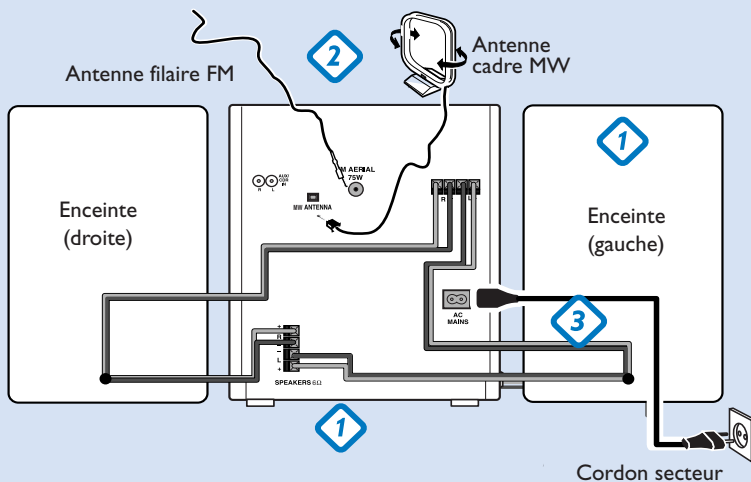 2
Antenne
cadre MW
Antenne filaire FM
1
AUX/
CDR
IN
R L
M AERIAL
75W
MW ANTENNA
R - L
Enceinte
(droite)
Enceinte
(gauche)
AC
MAINS
3
+
R
–
–
L
+
SPEAKERS 6Ω
1
Cordon secteur